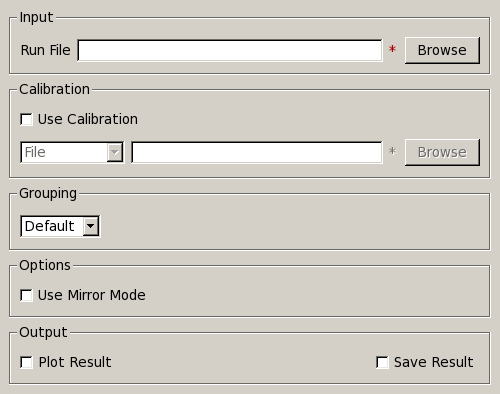 Input
Run File * Browse
Calibration
Use Calibration
File * Browse
Grouping
Default
Options
Use Mirror Mode
Output
Plot Result Save Result